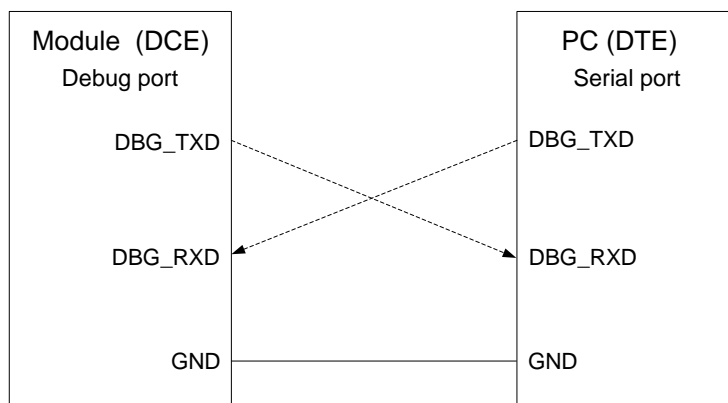 Module (DCE)
Debug port
DBG_TXD
DBG_RXD
GND
PC (DTE)
Serial port
DBG_TXD
DBG_RXD
GND